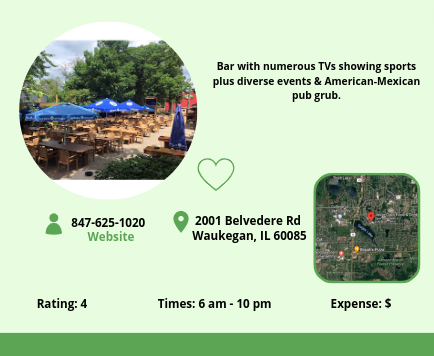 Bar with numerous TVs showing sports
plus diverse events & American-Mexican
pub grub.
847-625-1020
Website
2001 Belvedere Rd
Waukegan, IL 60085
Rating: 4
Times: 6 am - 10 pm
Expense: $